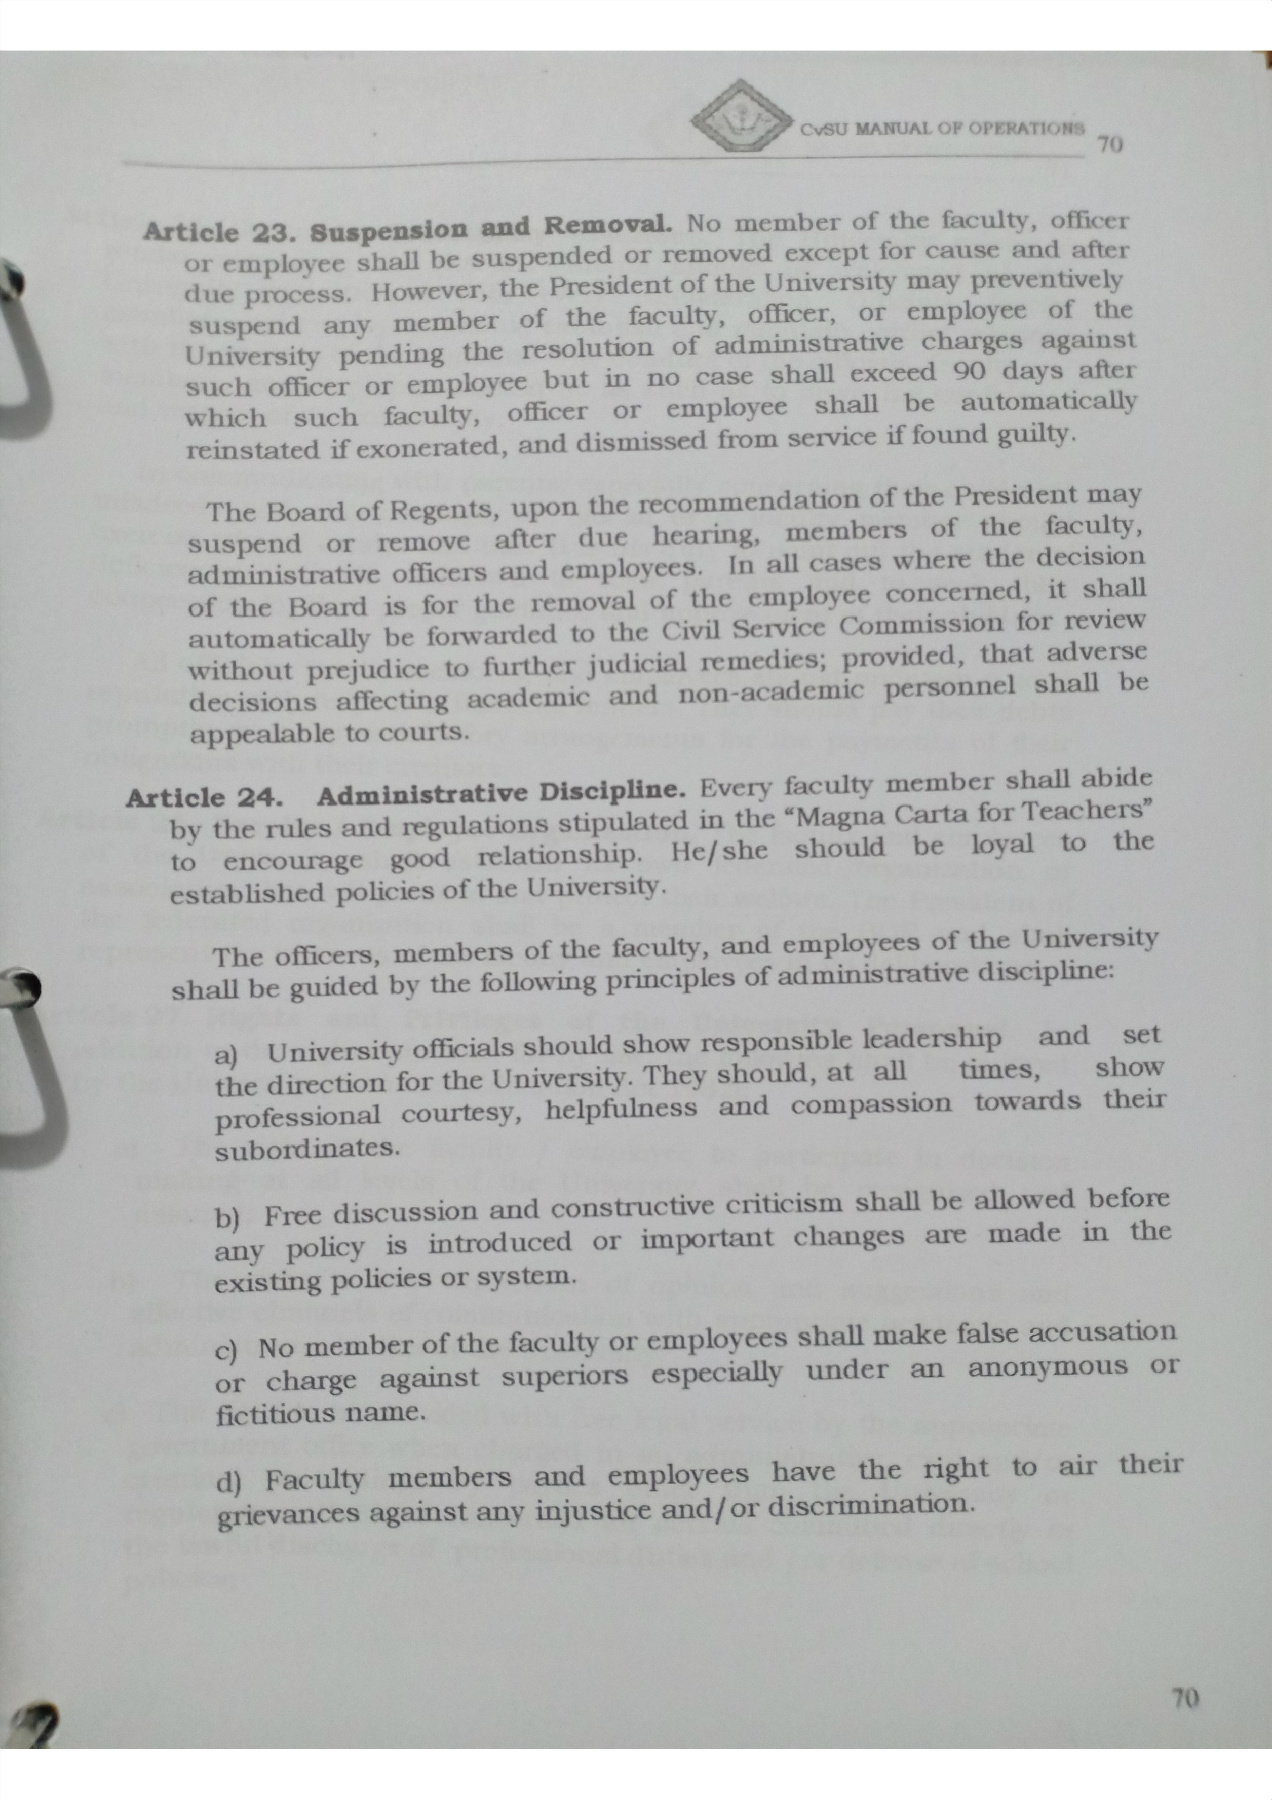 CvSU MANUAL OF OPERATIONS
70
Article 23. Suspension and Removal. No member of the faculty, officer
or employee shall be suspended or removed except for cause and after
due process. However, the President of the University may preventively
suspend any member of the faculty, officer, or employee of the
University pending the resolution of administrative charges against
such officer or employee but in no case shall exceed 90 days after
which such faculty, officer or employee shall be automatically
reinstated if exonerated, and dismissed from service if found guilty.
The Board of Regents, upon the recommendation of the President may
suspend or remove after due hearing, members of the faculty,
administrative officers and employees. In all cases where the decision
of the Board is for the removal of the employee concerned, it shall
automatically be forwarded to the Civil Service Commission for review
without prejudice to further judicial remedies; provided, that adverse
decisions affecting academic and non-academic personnel shall be
appealable to courts.
Article 24. Administrative Discipline. Every faculty member shall abide
by the rules and regulations stipulated in the “Magna Carta for Teachers”
to encourage good relationship. He/she should be loyal to the
established policies of the University.
The officers, members of the faculty, and employees of the University
shall be guided by the following principles of administrative discipline:
a) University officials should show responsible leadership and set
the direction for the University. They should, at all times, show
professional courtesy, helpfulness and compassion towards their
subordinates.
b) Free discussion and constructive criticism shall be allowed before
any policy is introduced or important changes are made in the
existing policies or system.
c) No member of the faculty or employees shall make false accusation
or charge against superiors especially under an anonymous or
fictitious name.
d) Faculty members and employees have the right to air their
grievances against any injustice and/or discrimination.
70